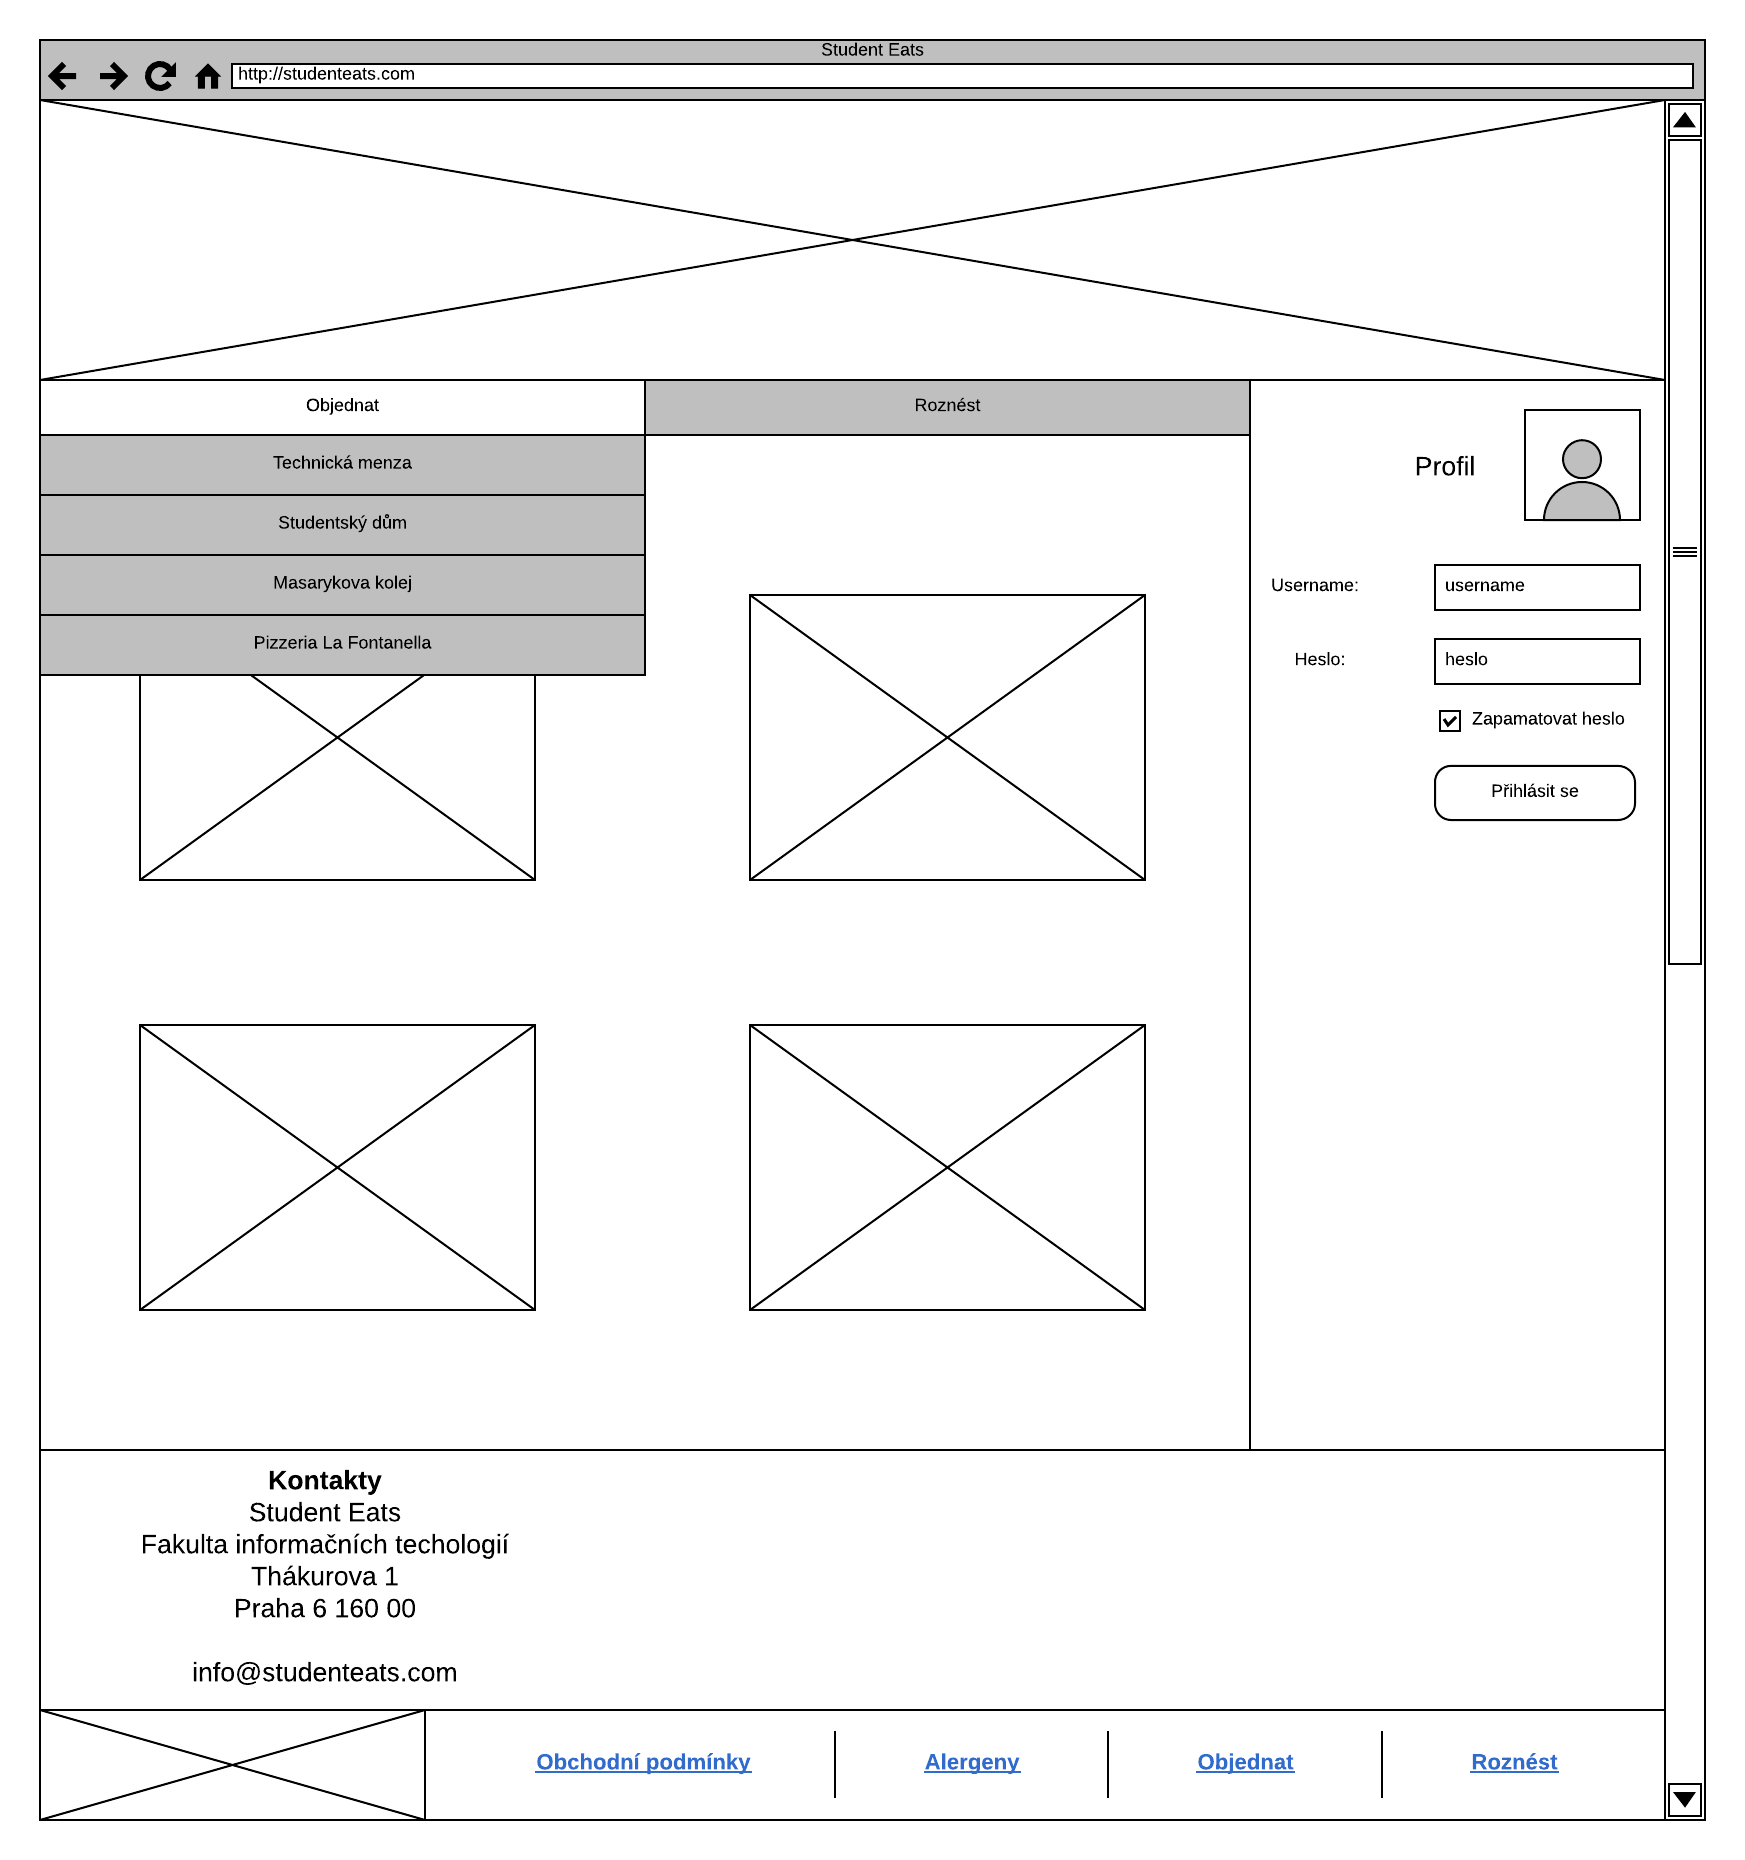 Student Eats
http://studenteats.com
Objednat
Roznést
Technická menza
Studentský dům
Masarykova kolej
Pizzeria La Fontanella
Profil
Username:
username
Heslo:
heslo
Zapamatovat heslo
Přihlásit se
Kontakty
Student Eats
Fakulta informačních techologií
Thákurova 1
Praha 6 160 00
info@studenteats.com
Obchodní podmínky
Alergeny
Objednat
Roznést